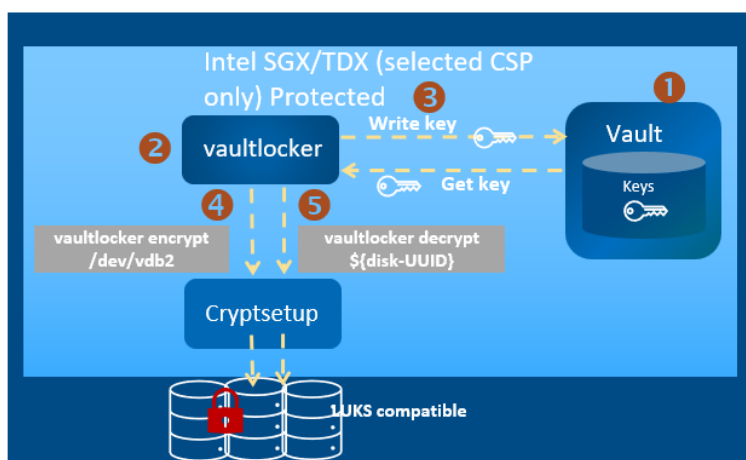 Intel SGX/TDX (selected CSP
only) Protected
3
1
Write key
Vault
2
vaultlocker
Keys
Get key
4
5
vaultlocker encrypt
/dev/vdb2
vaultlocker decrypt
${disk-UUID}
Cryptsetup
LUKS compatible